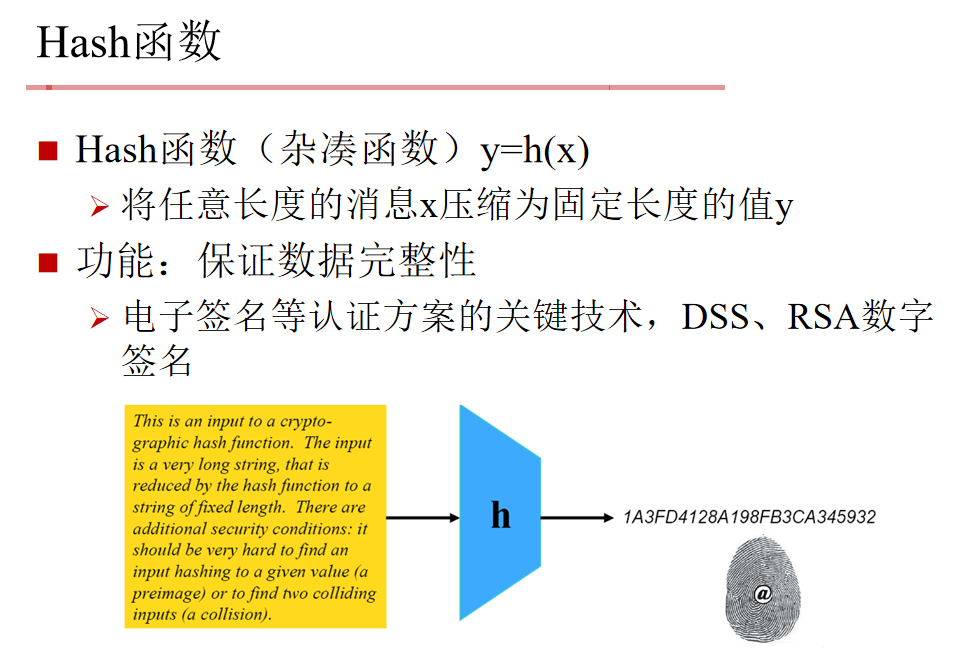 Hash函数
Hash函数（杂凑函数）y=h(x)
将任意长度的消息x压缩为固定长度的值y
功能：保证数据完整性
电子签名等认证方案的关键技术，DSS、RSA数字
签名
This is an input to a crypto-
graphic hash function. The input
is a very long string, that is
reduced by the hash function to a
string of fixed length. There are
additional security conditions: it
should be very hard to find an
input hashing to a given value (a
preimage) or to find two colliding
inputs (a collision).
h
1A3FD4128A198FB3CA345932
@